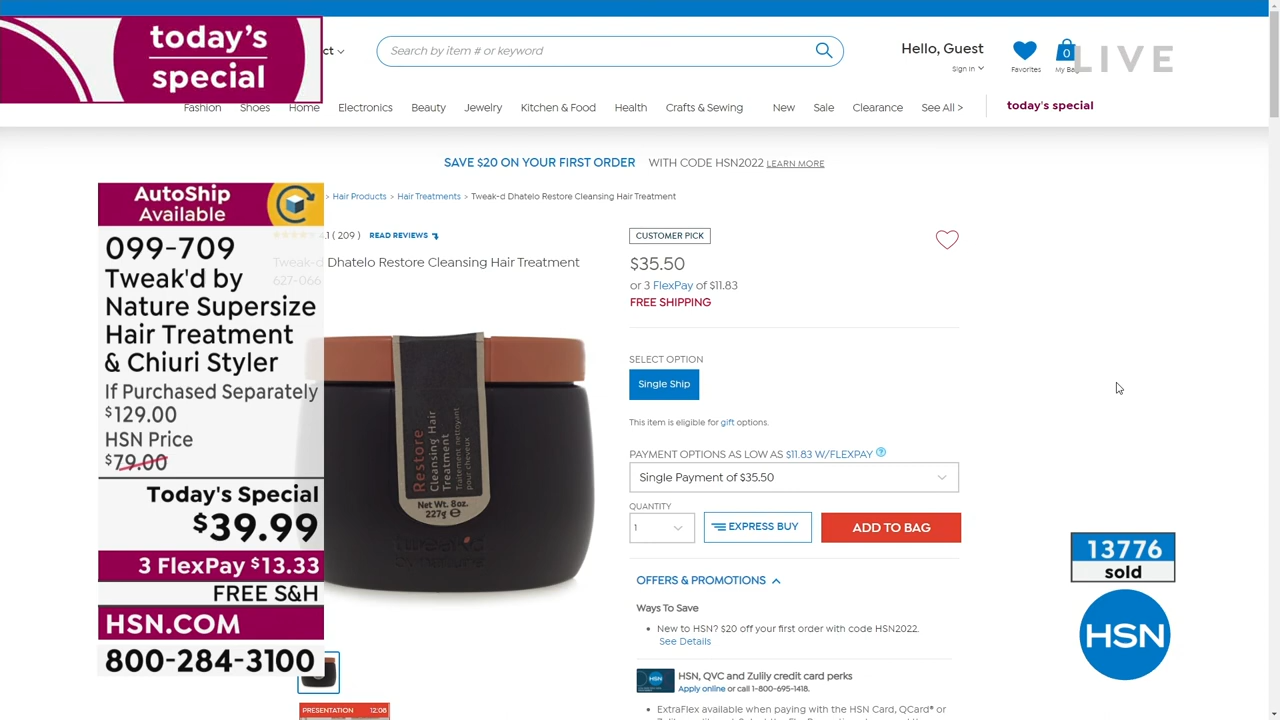 today's
special
ct
Search by item # or keyword
Hello, Guest
Sign In
Favorites
0
My Bag
LIVE
Fashion Shoes Home Electronics Beauty Jewelry Kitchen & Food Health Crafts & Sewing New Sale Clearance See All > today's special
SAVE $20 ON YOUR FIRST ORDER WITH CODE HSN2022 LEARN MORE
> Hair Products > Hair Treatments > Tweak-d Dhatelo Restore Cleansing Hair Treatment
4.1 ( 209 ) READ REVIEWS
Tweak-d Dhatelo Restore Cleansing Hair Treatment
627-066
AutoShip
Available
099-709
Tweak'd by
Nature Supersize
Hair Treatment
& Chiuri Styler
If Purchased Separately
$129.00
HSN Price
$79.00
Today's Special
$39.99
3 FlexPay $13.33
FREE S&H
HSN.COM
800-284-3100
Restore
Cleansing Hair
Treatment
Traitement nettoyant
pour cheveux
Net Wt. 8oz.
227g e
PRESENTATION 12:08
CUSTOMER PICK
$35.50
or 3 FlexPay of $11.83
FREE SHIPPING
SELECT OPTION
Single Ship
This item is eligible for gift options.
PAYMENT OPTIONS AS LOW AS $11.83 W/FLEXPAY ?
Single Payment of $35.50
QUANTITY
1
EXPRESS BUY
ADD TO BAG
OFFERS & PROMOTIONS
Ways To Save
• New to HSN? $20 off your first order with code HSN2022.
See Details
HSN, QVC and Zulily credit card perks
Apply online or call 1-800-695-1418.
• ExtraFlex available when paying with the HSN Card, QCard® or
13776
sold
HSN